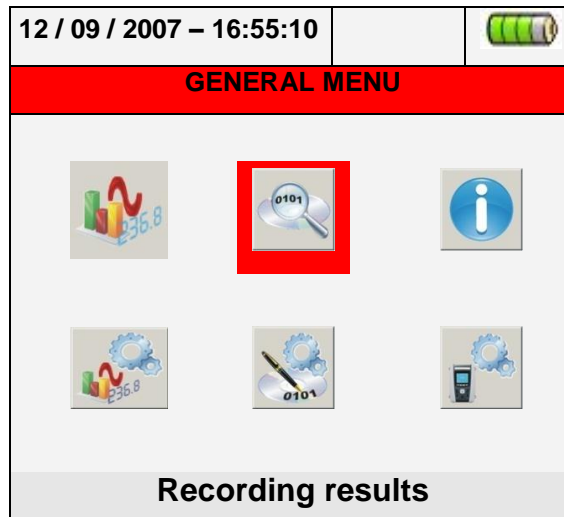 12 / 09 / 2007 – 16:55:10
GENERAL MENU
236.8
0101
236.8
0101
Recording results